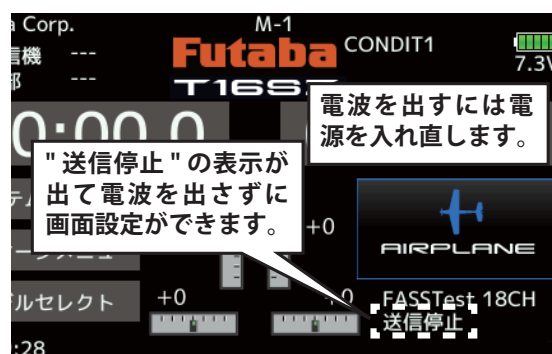 a Corp.
M-1
CONDIT1
信機 ---
Futaba
7.3V
部 ---
T16SZ
電波を出すには電
源を入れ直します。
0:00.0
"送信停止"の表示が
出て電波を出さずに
画面設定ができます。
+0
AIRPLANE
デルセレクト
+0
+0
FASSTest 18CH
送信停止
:28